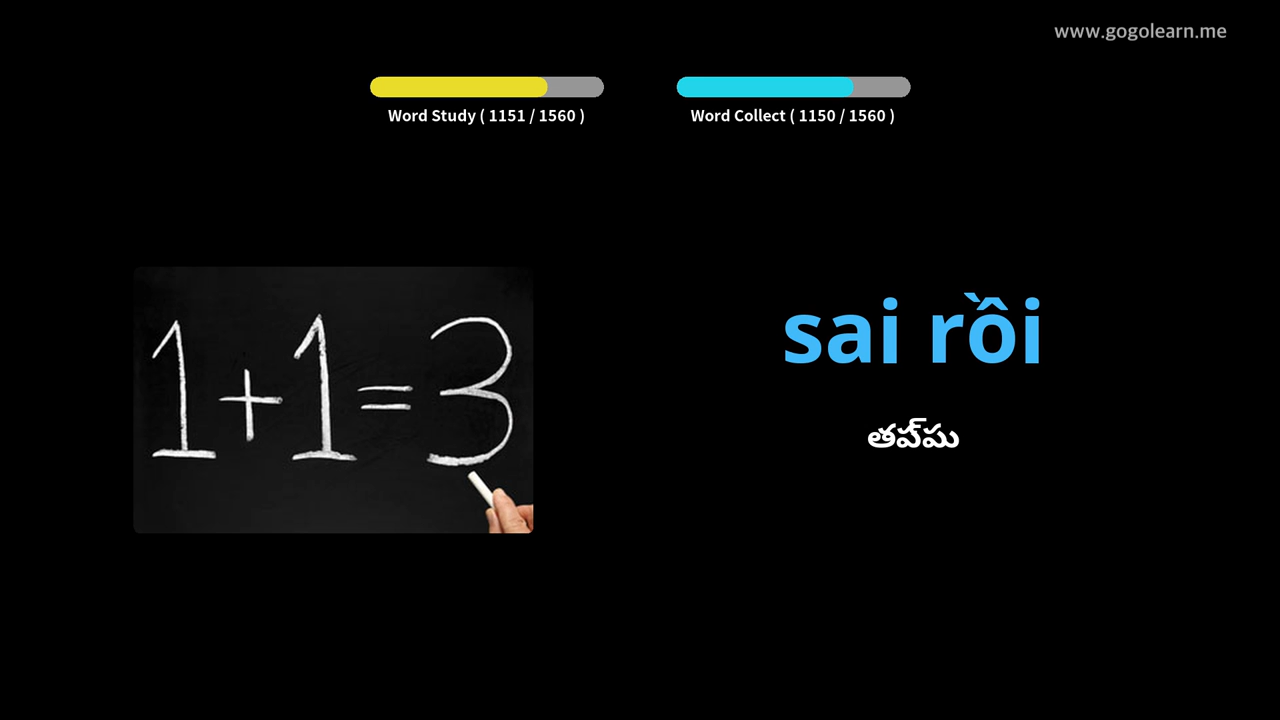 www.gogolearn.me
Word Study ( 1151 / 1560 )
Word Collect ( 1150 / 1560 )
1+1=3
sai rồi
తప్పు